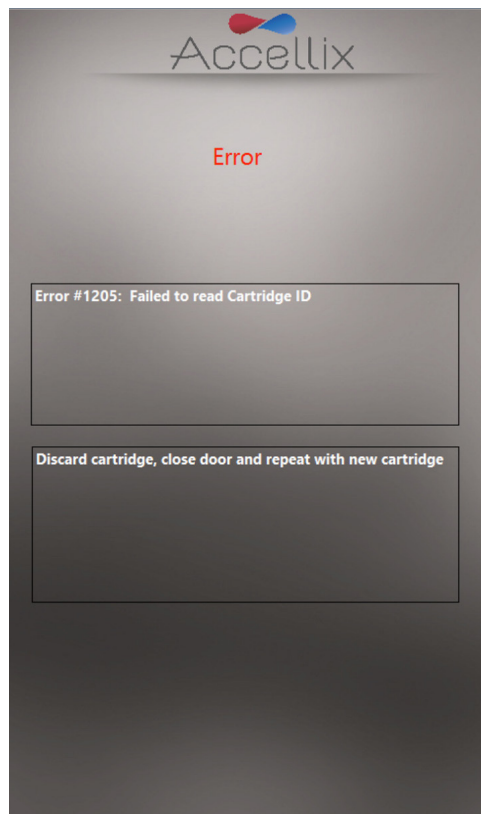 Accellix
Error
Error #1205: Failed to read Cartridge ID
Discard cartridge, close door and repeat with new cartridge